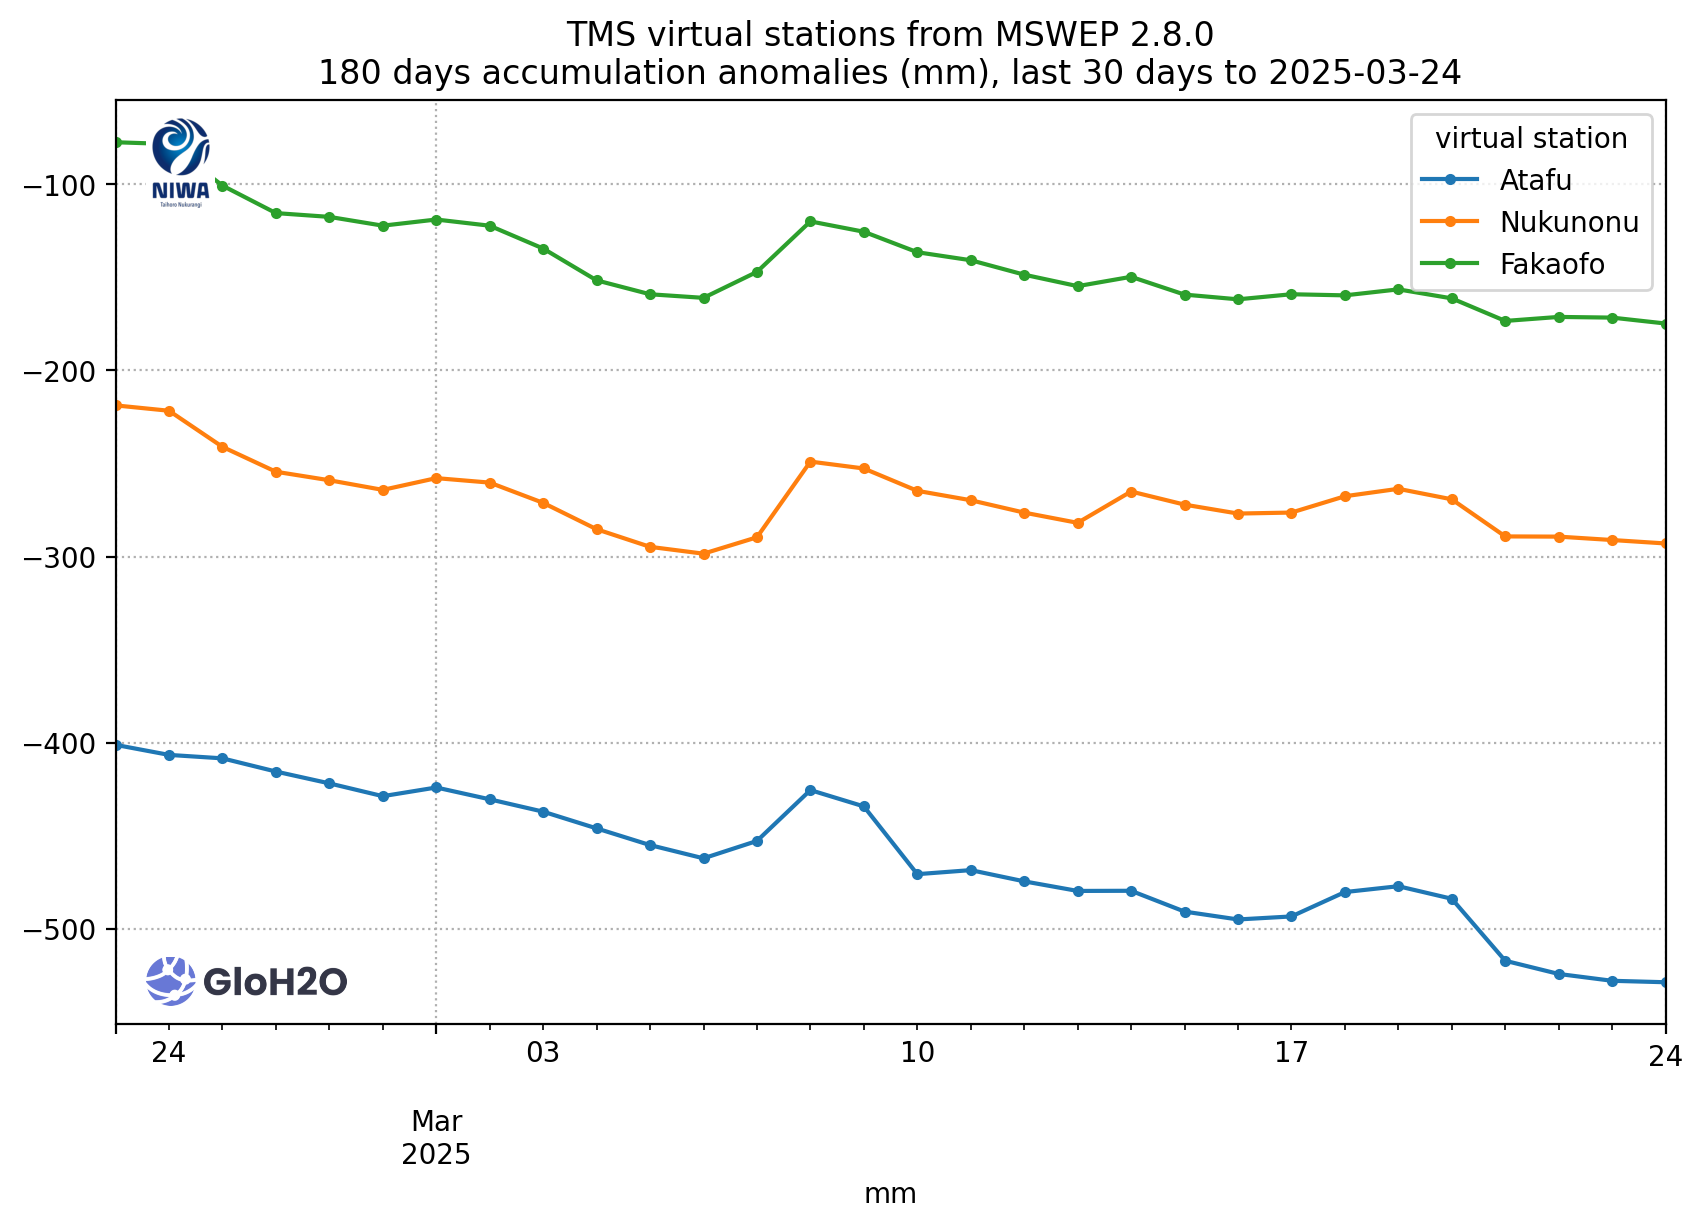 TMS virtual stations from MSWEP 2.8.0
180 days accumulation anomalies (mm), last 30 days to 2025-03-24
NIWA
Taihoro Nukurangi
virtual station
Atafu
Nukunonu
Fakaofo
−100
−200
−300
−400
−500
GloH2O
24
03
10
17
24
Mar
2025
mm